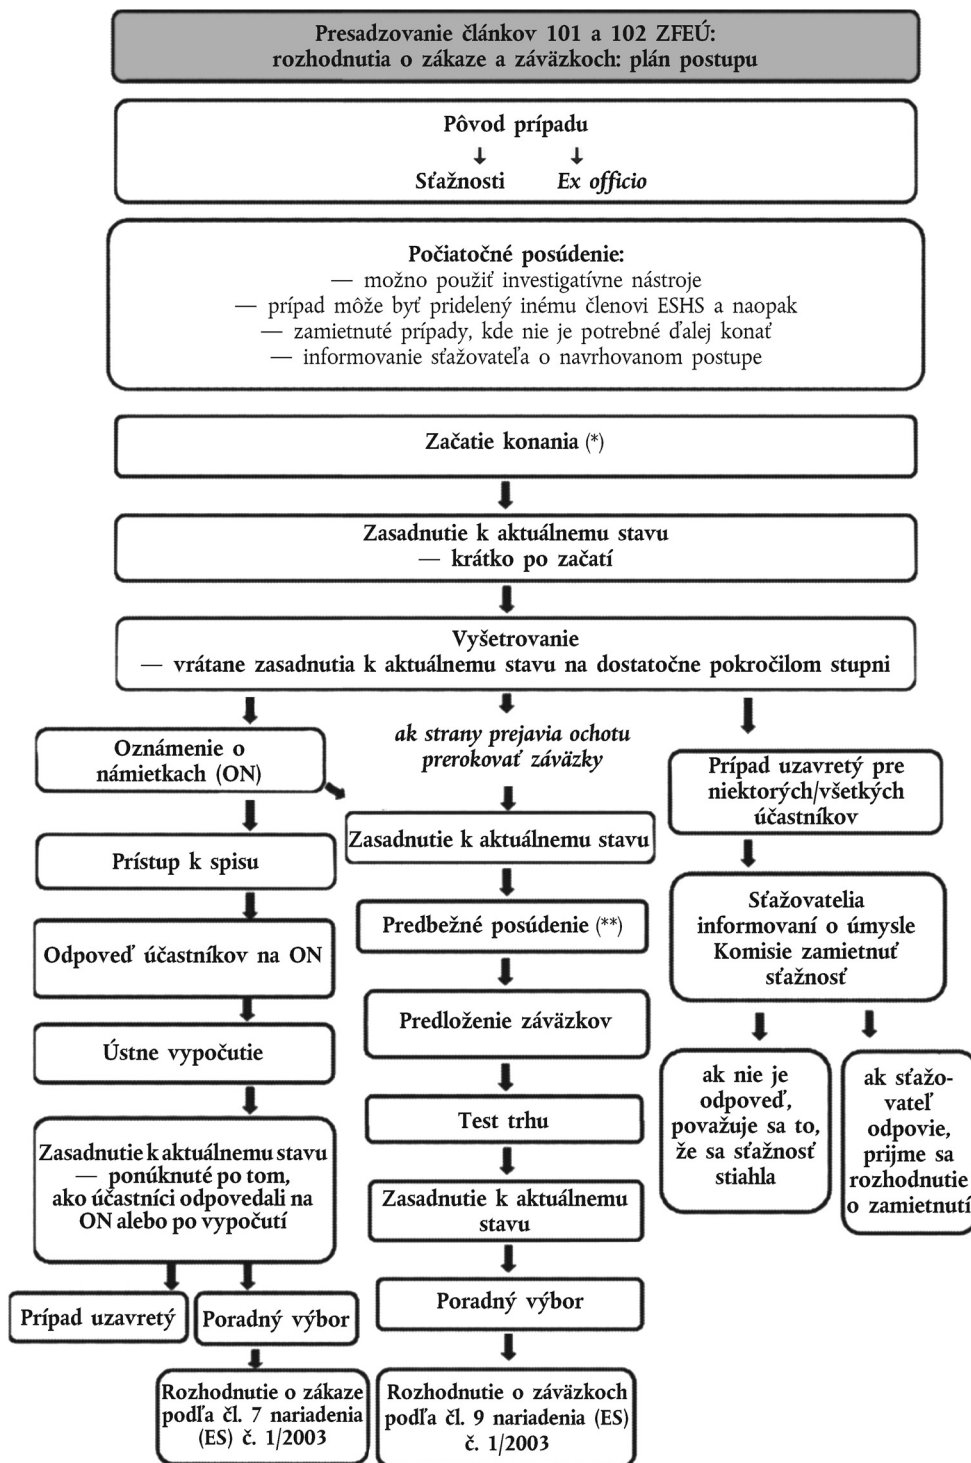 Presadzovanie článkov 101 a 102 ZFEÚ:
rozhodnutia o zákaze a záväzkoch: plán postupu
Pôvod prípadu
Sťažnosti Ex officio
Počiatočné posúdenie:
— možno použiť investigatívne nástroje
— prípad môže byť pridelený inému členovi ESHS a naopak
— zamietnuté prípady, kde nie je potrebné ďalej konať
— informovanie sťažovateľa o navrhovanom postupe
Začatie konania (*)
Zasadnutie k aktuálnemu stavu
— krátko po začatí
Vyšetrovanie
— vrátane zasadnutia k aktuálnemu stavu na dostatočne pokročilom stupni
Oznámenie o
námietkach (ON)
Prístup k spisu
Odpoveď účastníkov na ON
Ústne vypočutie
Zasadnutie k aktuálnemu stavu
— ponúknuté po tom,
ako účastníci odpovedali na
ON alebo po vypočutí
Prípad uzavretý
Poradný výbor
Rozhodnutie o zákaze
podľa čl. 7 nariadenia
(ES) č. 1/2003
ak strany prejavia ochotu
prerokovať záväzky
Zasadnutie k aktuálnemu stavu
Predbežné posúdenie (**)
Predloženie záväzkov
Test trhu
Zasadnutie k aktuálnemu
stavu
Poradný výbor
Rozhodnutie o záväzkoch
podľa čl. 9 nariadenia (ES)
č. 1/2003
Prípad uzavretý pre
niektorých/všetkých
účastníkov
Sťažovatelia
informovaní o úmysle
Komisie zamietnuť
sťažnosť
ak nie je
odpoveď,
považuje sa to,
že sa sťažnosť
stiahla
ak sťažo-
vateľ
odpovie,
prijme sa
rozhodnutie
o zamietnutí